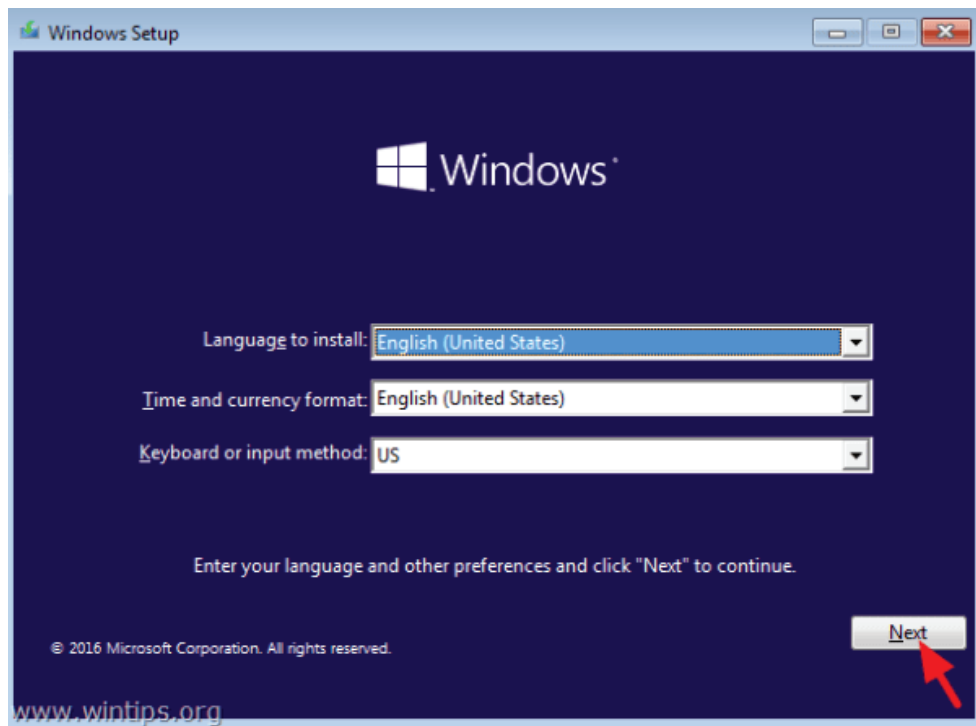 Windows Setup
Windows
Language to install: English (United States)
Time and currency format: English (United States)
Keyboard or input method: US
Enter your language and other preferences and click "Next" to continue.
Next
© 2016 Microsoft Corporation. All rights reserved.
www.wintips.org